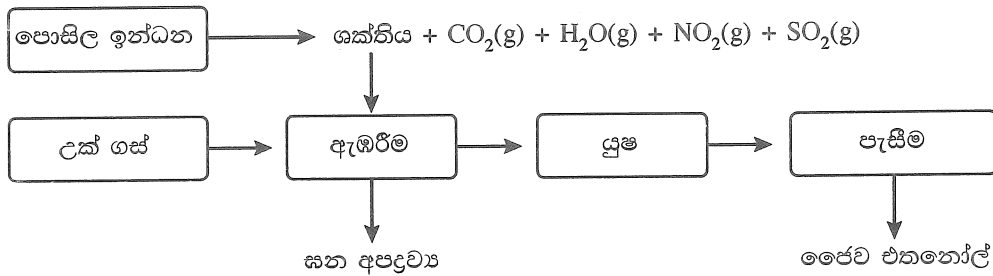 පොසිල ඉන්ධන ශක්තිය + CO₂(g) + H₂O(g) + NO₂(g) + SO₂(g)
උක් ගස් ඇඹරීම යුෂ පැසීම
ඝන අපද්‍රව්‍ය ජෛව එතනෝල්